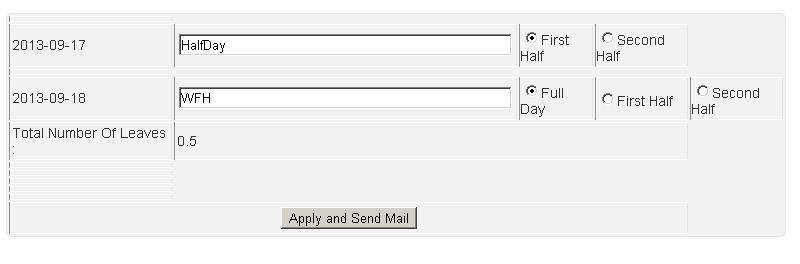 2013-09-17 HalfDay First Half Second Half
2013-09-18 WFH Full Day First Half Second Half
Total Number Of Leaves : 0.5
Apply and Send Mail